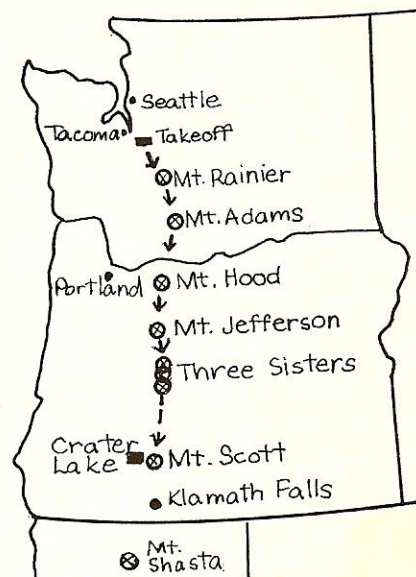 Seattle
Tacoma
Takeoff
Mt. Rainier
Mt. Adams
Portland
Mt. Hood
Mt. Jefferson
Three Sisters
Crater
Lake
Mt. Scott
Klamath Falls
Mt.
Shasta